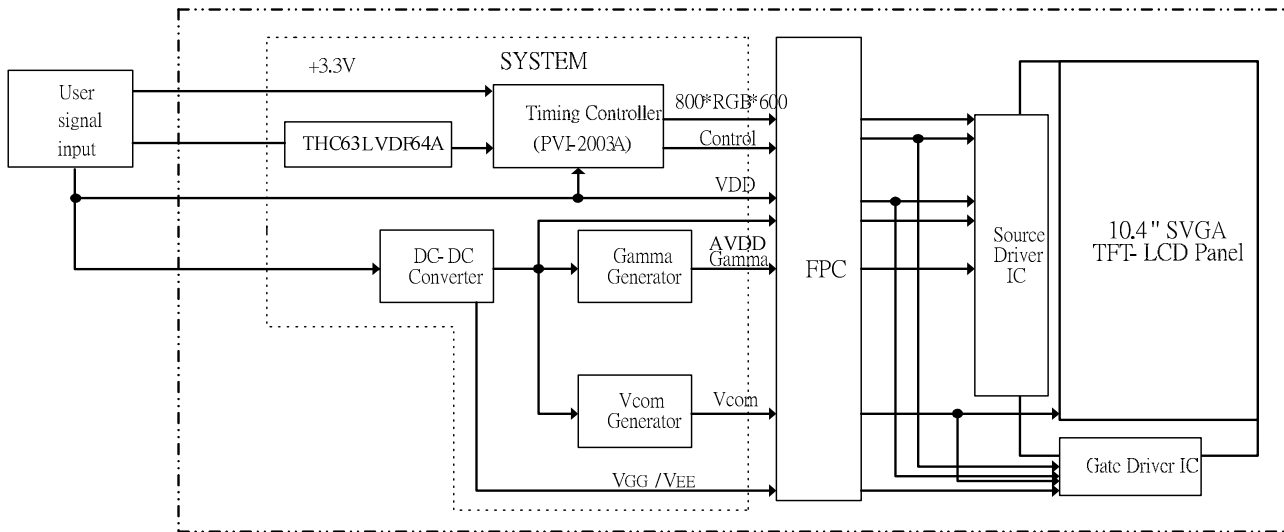 +3.3V
SYSTEM
User
signal
input
THC63LVDF64A
Timing Controller
(PVI-2003A)
800*RGB*600
Control
VDD
DC-DC
Converter
Gamma
Generator
AVDD
Gamma
FPC
Source
Driver
IC
10.4" SVGA
TFT-LCD Panel
Vcom
Generator
Vcom
Gate Driver IC
VGG /VEE